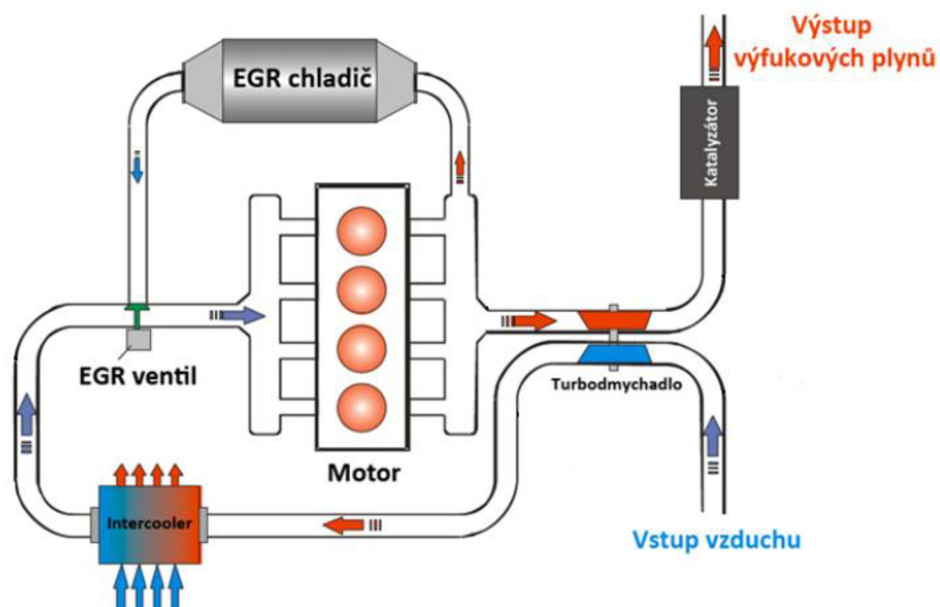 Výstup
výfukových plynů
EGR chladič
Katalyzátor
EGR ventil
Turbodmychadlo
Motor
Intercooler
Vstup vzduchu